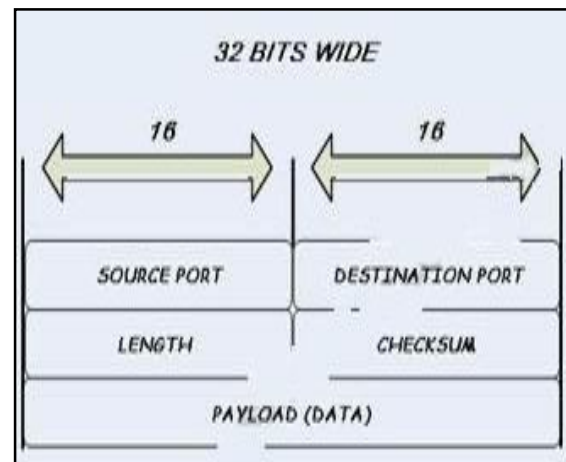 32 BITS WIDE
16 16
SOURCE PORT DESTINATION PORT
LENGTH CHECKSUM
PAYLOAD (DATA)